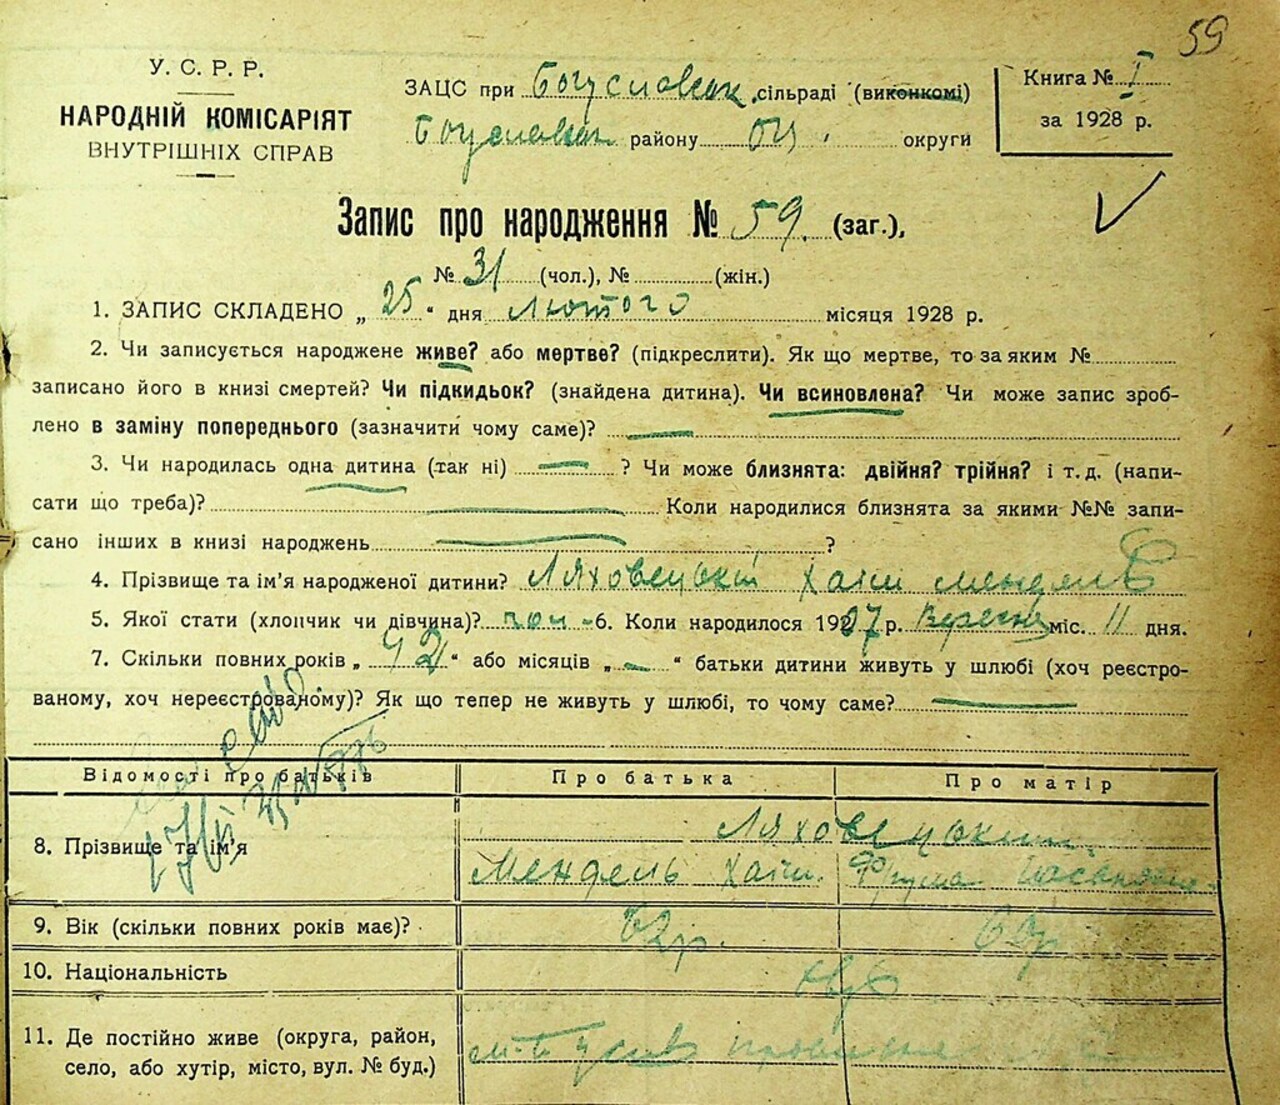 59
У. С. Р. Р.
НАРОДНІЙ КОМІСАРІЯТ
ВНУТРІШНІХ СПРАВ
ЗАЦС при Богуславськ. сільраді (виконкомі)
району БЦ. округи
Книга № I
за 1928 р.
Запис про народження № 59. (заг.),
№ 31 (чол.), № (жін.)
1. ЗАПИС СКЛАДЕНО „ 25 “ дня Лютого місяця 1928 р.
2. Чи записується народжене живе? або мертве? (підкреслити). Як що мертве, то за яким №
записано його в книзі смертей? Чи підкидьок? (знайдена дитина). Чи всиновлена? Чи може запис зроб-
лено в заміну попереднього (зазначити чому саме)? —
3. Чи народилась одна дитина (так ні) — ? Чи може близнята: двійня? трійня? і т. д. (напи-
сати що треба)? — Коли народилися близнята за якими №№ запи-
сано інших в книзі народжень — ?
4. Прізвище та ім'я народженої дитини? Ляховецький Хаім
5. Якої статі (хлопчик чи дівчина)? 6. Коли народилося 1907 р. Вересня міс. 11 дня.
7. Скільки повних років „ 42 “ або місяців „ — “ батьки дитини живуть у шлюбі (хоч реєстро-
ваному, хоч нереєстрованому)? Як що тепер не живуть у шлюбі, то чому саме? —
Відомості про батьків Про батька Про матір
8. Прізвище та ім'я Ляховецький
Мендель Хаім. Фрума
9. Вік (скільки повних років має)? 62р.
10. Національність
11. Де постійно живе (округа, район,
село, або хутір, місто, вул. № буд.)